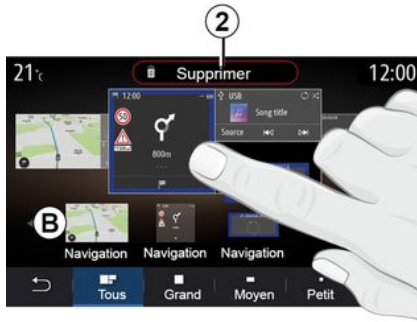 2
21°c
Supprimer
12:00
12:00
USB
50
Song title
800m
Source
B
Navigation Navigation Navigation
Tous Grand Moyen Petit